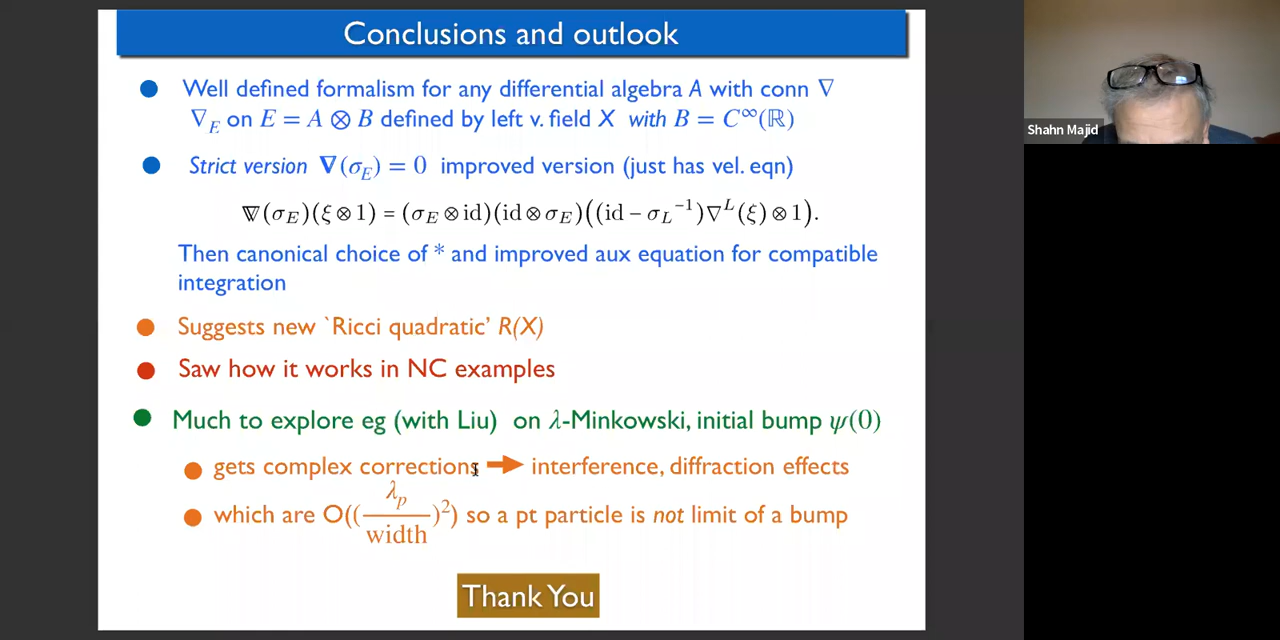 Conclusions and outlook
Well defined formalism for any differential algebra A with conn ∇
∇_E on E = A ⊗ B defined by left v. field X with B = C^∞(ℝ)
Strict version ∇(σ_E) = 0 improved version (just has vel. eqn)
∇(σ_E)(ξ ⊗ 1) = (σ_E ⊗ id)(id ⊗ σ_E)((id − σ_L⁻¹)∇^L(ξ) ⊗ 1).
Then canonical choice of * and improved aux equation for compatible
integration
Suggests new `Ricci quadratic' R(X)
Saw how it works in NC examples
Much to explore eg (with Liu) on λ-Minkowski, initial bump ψ(0)
gets complex corrections → interference, diffraction effects
which are O((λ_p/width)²) so a pt particle is not limit of a bump
Thank You
Shahn Majid